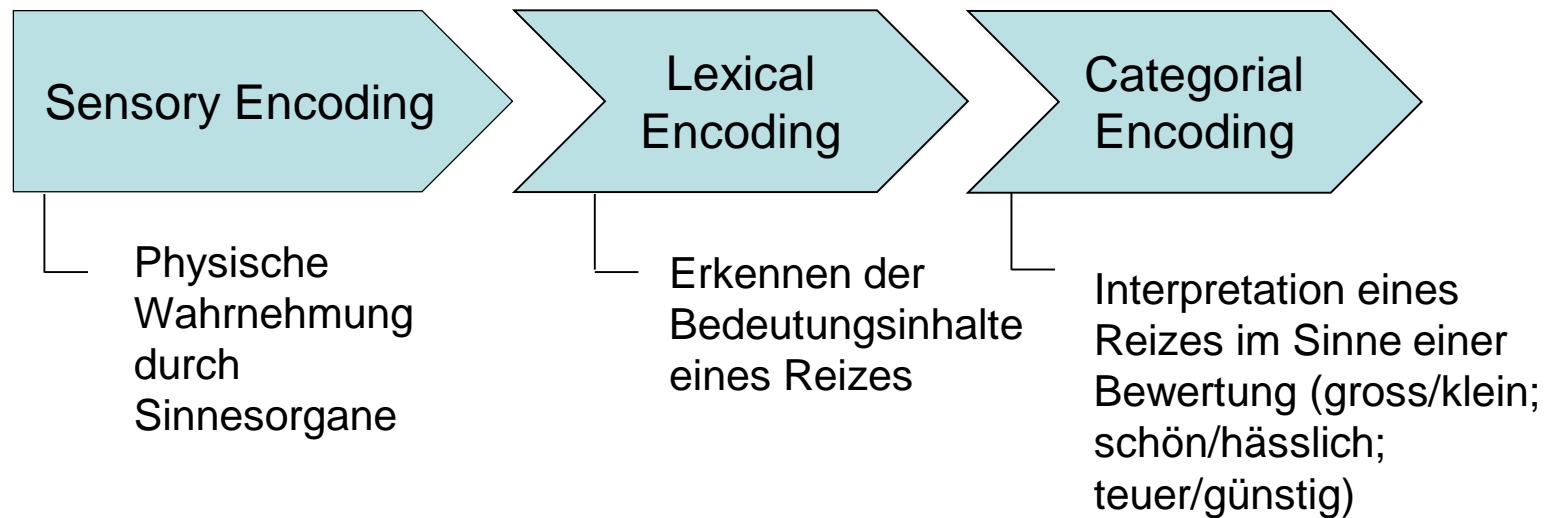 Sensory Encoding
Lexical
Encoding
Categorial
Encoding
Physische
Wahrnehmung
durch
Sinnesorgane
Erkennen der
Bedeutungsinhalte
eines Reizes
Interpretation eines
Reizes im Sinne einer
Bewertung (gross/klein;
schön/hässlich;
teuer/günstig)